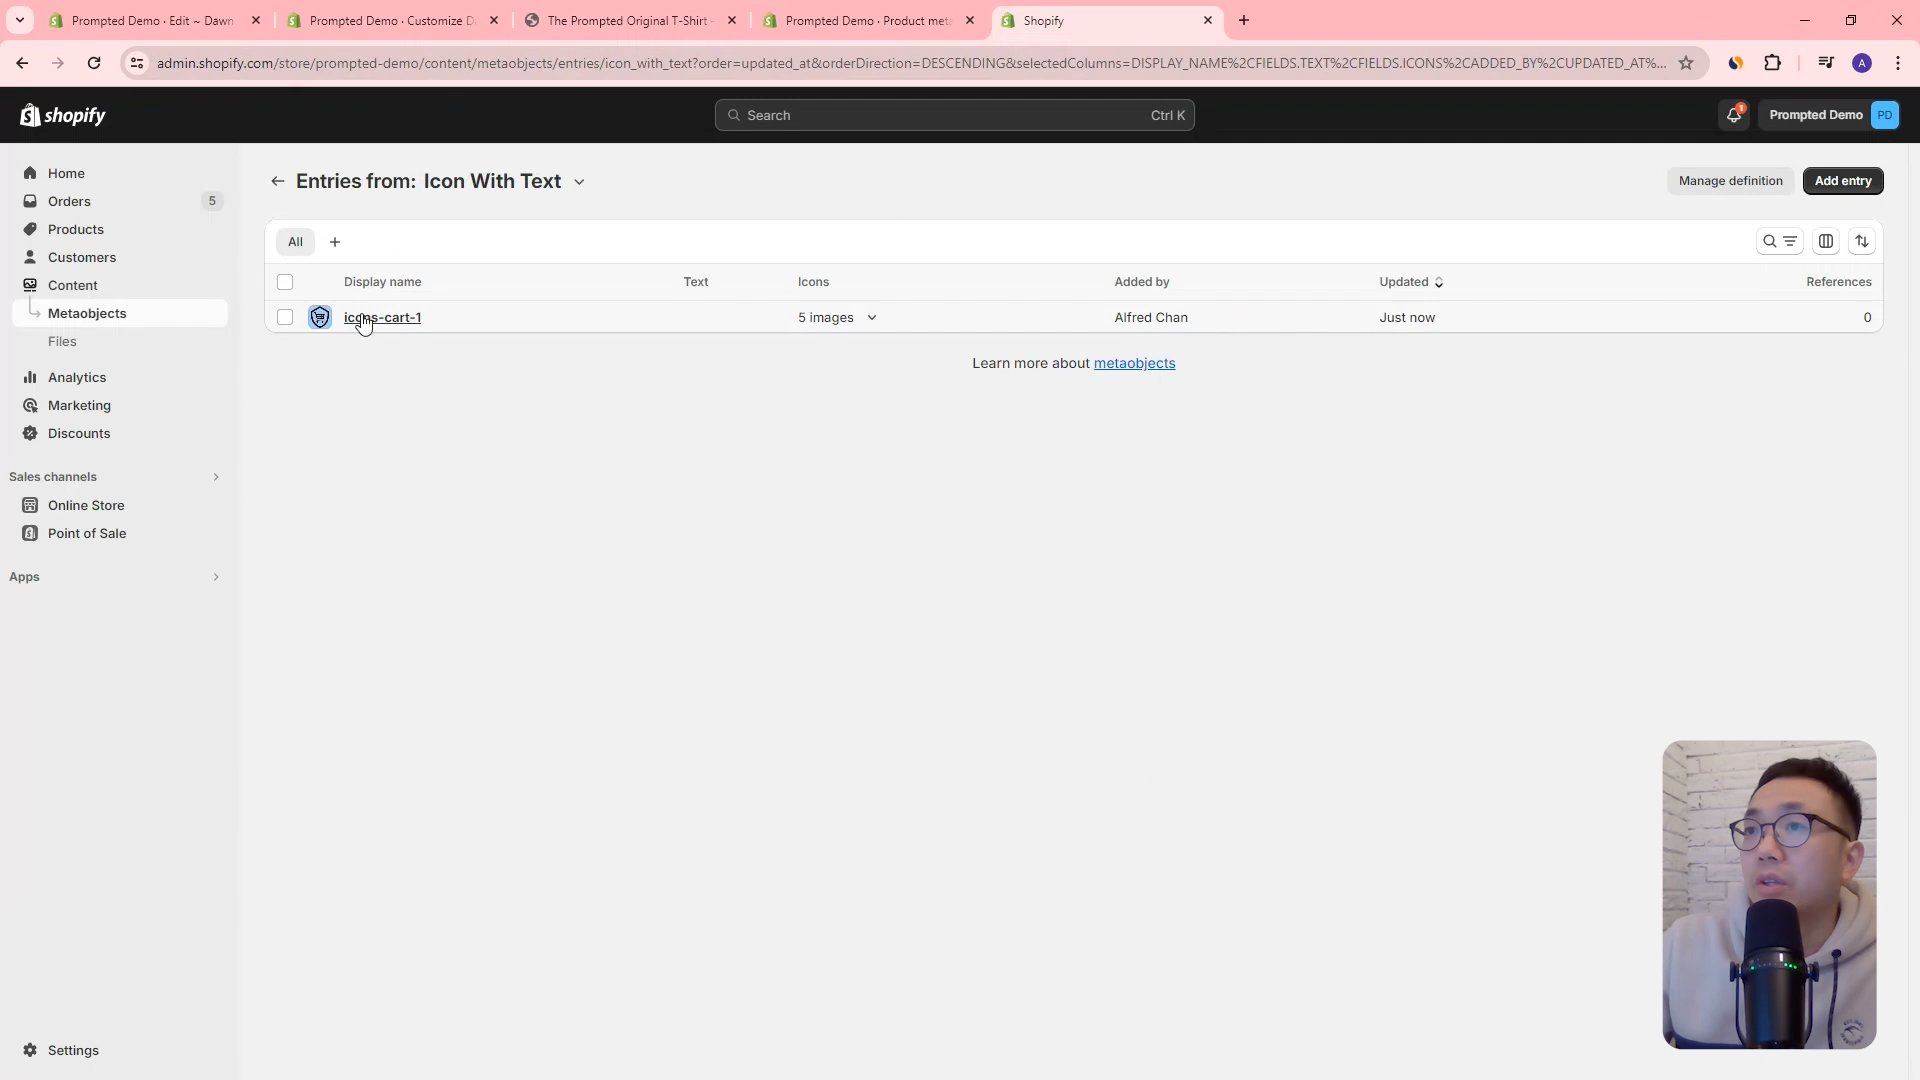 Prompted Demo · Edit ~ Dawn
Prompted Demo · Customize D
The Prompted Original T-Shirt -
Prompted Demo · Product meta
Shopify
admin.shopify.com/store/prompted-demo/content/metaobjects/entries/icon_with_text?order=updated_at&orderDirection=DESCENDING&selectedColumns=DISPLAY_NAME%2CFIELDS.TEXT%2CFIELDS.ICONS%2CADDED_BY%2CUPDATED_AT%...
A
shopify
Search
Ctrl K
1
Prompted Demo
PD
Home
Orders
5
Products
Customers
Content
Metaobjects
Files
Analytics
Marketing
Discounts
Sales channels
Online Store
Point of Sale
Apps
Settings
Entries from: Icon With Text
Manage definition
Add entry
All
Display name
Text
Icons
Added by
Updated
References
icons-cart-1
5 images
Alfred Chan
Just now
0
Learn more about metaobjects